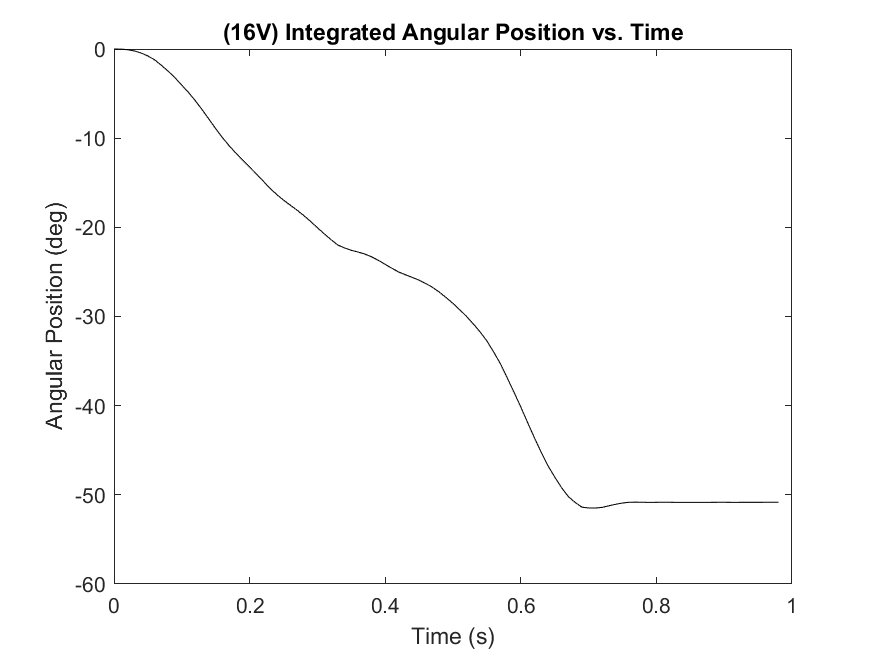 (16V) Integrated Angular Position vs. Time
0
-10
-20
-30
-40
-50
-60
Angular Position (deg)
0 0.2 0.4 0.6 0.8 1
Time (s)